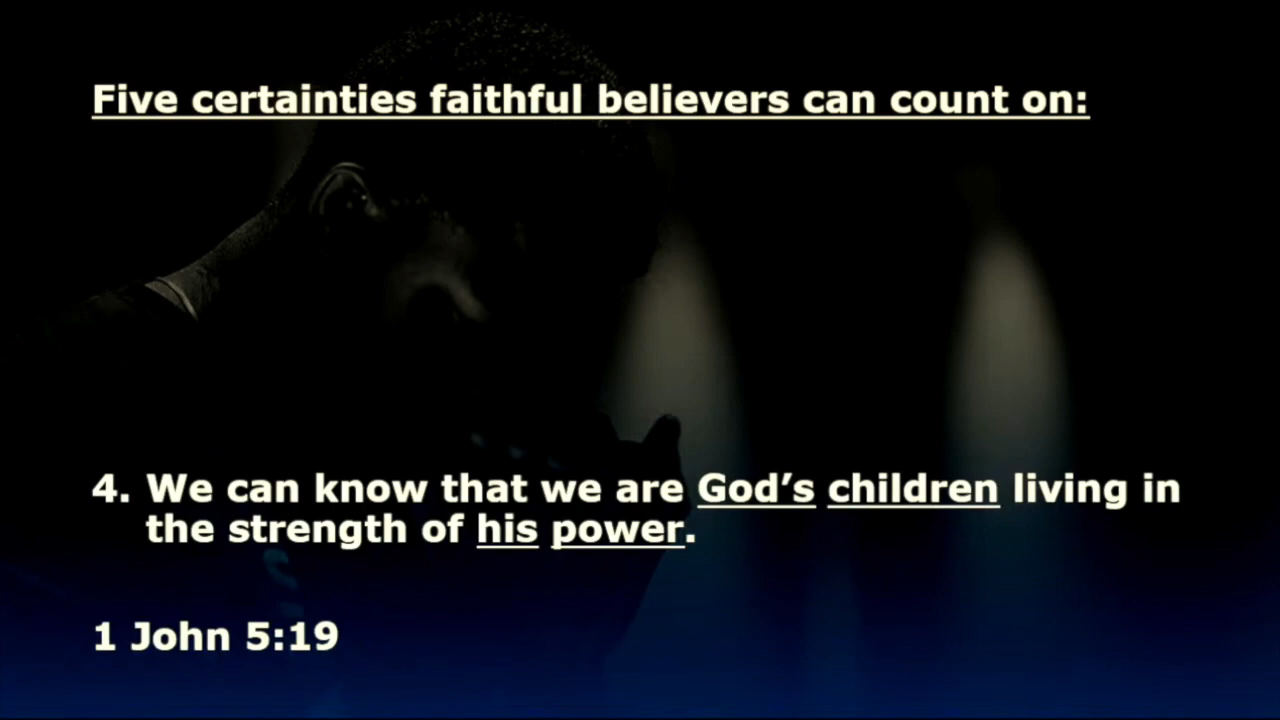 Five certainties faithful believers can count on:
4. We can know that we are God’s children living in
the strength of his power.
1 John 5:19